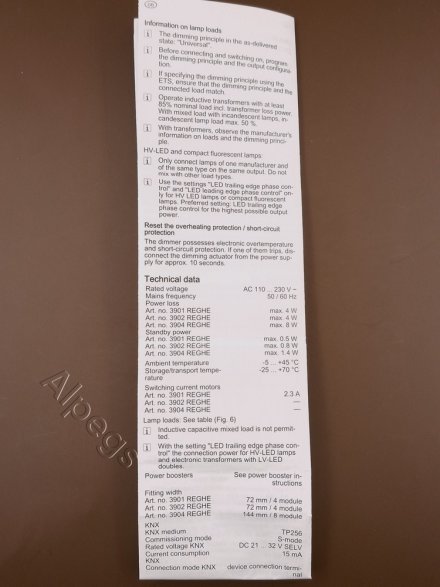 GB
Information on lamp loads
i The dimming principle in the as-delivered
state: "Universal".
i Before connecting and switching on, program
the dimming principle and the output configura-
tion.
i If specifying the dimming principle using the
ETS, ensure that the dimming principle and the
connected load match.
i Operate inductive transformers with at least
85% nominal load incl. transformer loss power.
With mixed load with incandescent lamps, in-
candescent lamp load max. 50 %.
i With transformers, observe the manufacturer's
information on loads and the dimming princi-
ple.
HV-LED and compact fluorescent lamps
i Only connect lamps of one manufacturer and
of the same type on the same output. Do not
mix with other load types.
i Use the settings "LED trailing edge phase con-
trol" and "LED leading edge phase control" on-
ly for HV LED lamps or compact fluorescent
lamps. Preferred setting: LED trailing edge
phase control for the highest possible output
power.
Reset the overheating protection / short-circuit
protection
The dimmer possesses electronic overtemperature
and short-circuit protection. If one of them trips, dis-
connect the dimming actuator from the power sup-
ply for approx. 10 seconds.
Technical data
Rated voltage AC 110 ... 230 V ~
Mains frequency 50 / 60 Hz
Power loss
Art. no. 3901 REGHE max. 4 W
Art. no. 3902 REGHE max. 4 W
Art. no. 3904 REGHE max. 8 W
Standby power
Art. no. 3901 REGHE max. 0.5 W
Art. no. 3902 REGHE max. 0.8 W
Art. no. 3904 REGHE max. 1.4 W
Ambient temperature -5 ... +45 °C
Storage/transport tempe- -25 ... +70 °C
rature
Switching current motors
Art. no. 3901 REGHE 2.3 A
Art. no. 3902 REGHE —
Art. no. 3904 REGHE —
Lamp loads: See table (Fig. 6)
i Inductive capacitive mixed load is not permit-
ted.
i With the setting "LED trailing edge phase con-
trol" the connection power for HV-LED lamps
and electronic transformers with LV-LED
doubles.
Power boosters See power booster in-
structions
Fitting width
Art. no. 3901 REGHE 72 mm / 4 module
Art. no. 3902 REGHE 72 mm / 4 module
Art. no. 3904 REGHE 144 mm / 8 module
KNX
KNX medium TP256
Commissioning mode S-mode
Rated voltage KNX DC 21 ... 32 V SELV
Current consumption 15 mA
KNX
Connection mode KNX device connection termi-
nal
Alpegs